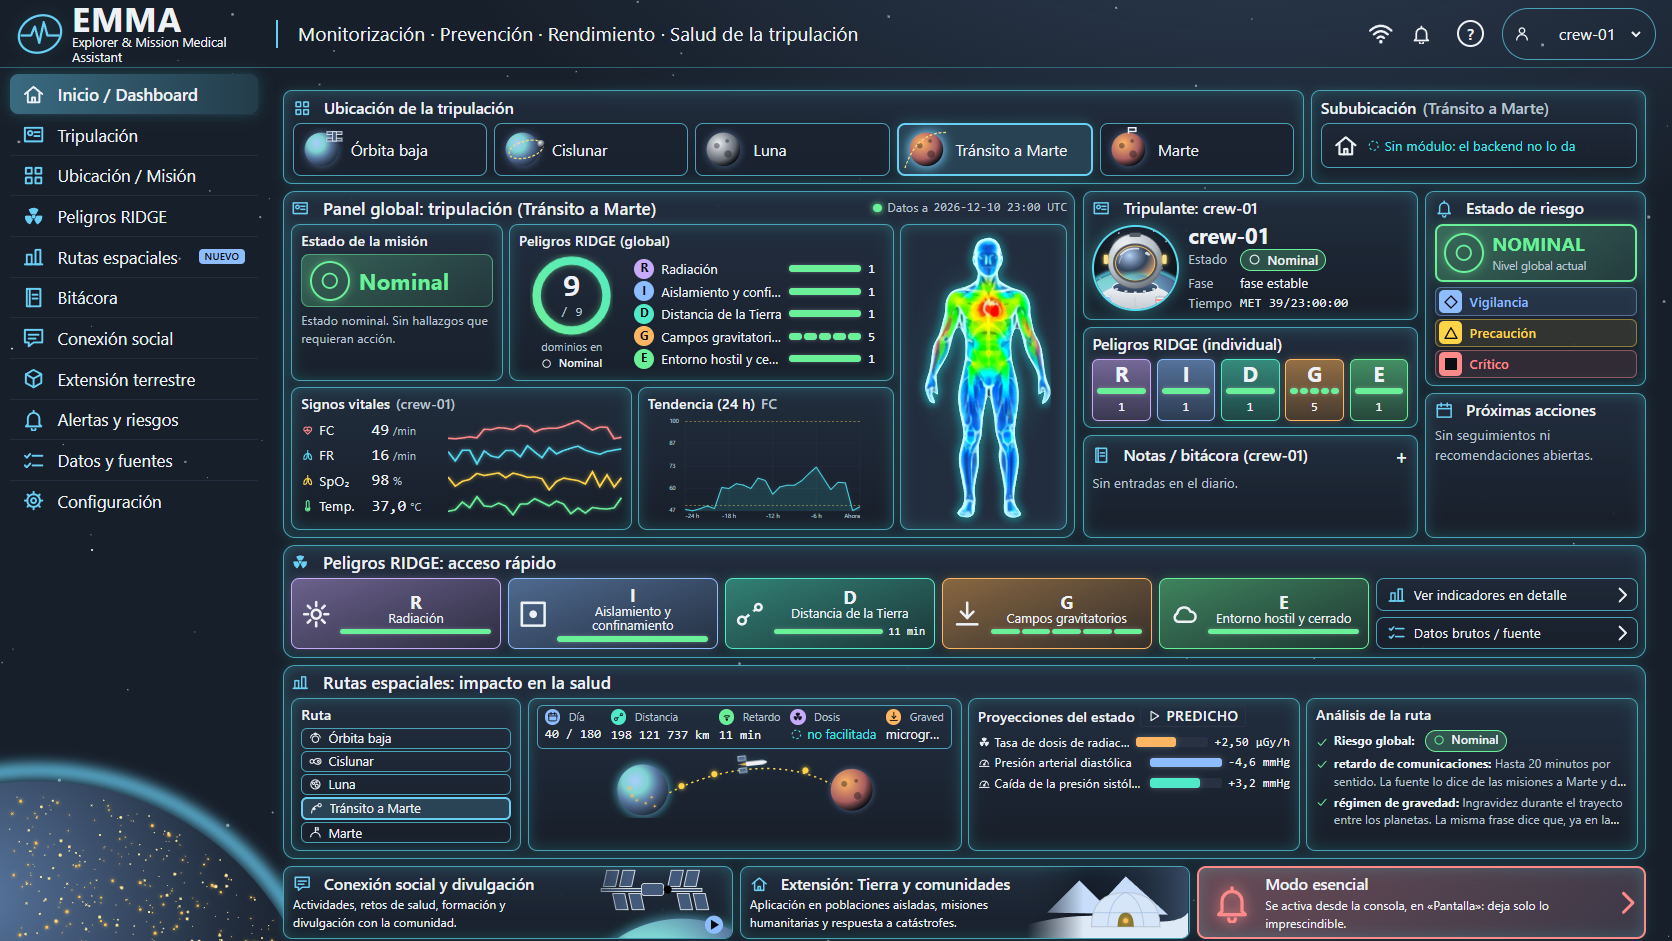 EMMA
Explorer & Mission Medical
Assistant
Monitorización · Prevención · Rendimiento · Salud de la tripulación
?
crew-01
Inicio / Dashboard
Tripulación
Ubicación / Misión
Peligros RIDGE
Rutas espaciales
NUEVO
Bitácora
Conexión social
Extensión terrestre
Alertas y riesgos
Datos y fuentes
Configuración
Ubicación de la tripulación
Órbita baja
Cislunar
Luna
Tránsito a Marte
Marte
Sububicación (Tránsito a Marte)
Sin módulo: el backend no lo da
Panel global: tripulación (Tránsito a Marte)
Datos a 2026-12-10 23:00 UTC
Estado de la misión
Nominal
Estado nominal. Sin hallazgos que
requieran acción.
Peligros RIDGE (global)
9
/ 9
dominios en
Nominal
R Radiación 1
I Aislamiento y confi... 1
D Distancia de la Tierra 1
G Campos gravitatori... 5
E Entorno hostil y ce... 1
Signos vitales (crew-01)
FC 49 /min
FR 16 /min
SpO₂ 98 %
Temp. 37,0 °C
Tendencia (24 h) FC
100
87
73
60
47
-24 h -18 h -12 h -6 h Ahora
Tripulante: crew-01
crew-01
Estado Nominal
Fase fase estable
Tiempo MET 39/23:00:00
Peligros RIDGE (individual)
R I D G E
1 1 1 5 1
Notas / bitácora (crew-01) +
Sin entradas en el diario.
Estado de riesgo
NOMINAL
Nivel global actual
Vigilancia
Precaución
Crítico
Próximas acciones
Sin seguimientos ni
recomendaciones abiertas.
Peligros RIDGE: acceso rápido
R
Radiación
I
Aislamiento y
confinamiento
D
Distancia de la Tierra
11 min
G
Campos gravitatorios
E
Entorno hostil y cerrado
Ver indicadores en detalle
Datos brutos / fuente
Rutas espaciales: impacto en la salud
Ruta
Órbita baja
Cislunar
Luna
Tránsito a Marte
Marte
Día Distancia Retardo Dosis Graved
40 / 180 198 121 737 km 11 min no facilitada microgr...
Proyecciones del estado PREDICHO
Tasa de dosis de radiac... +2,50 µGy/h
Presión arterial diastólica -4,6 mmHg
Caída de la presión sistól... +3,2 mmHg
Análisis de la ruta
Riesgo global: Nominal
retardo de comunicaciones: Hasta 20 minutos por
sentido. La fuente lo dice de las misiones a Marte y d...
régimen de gravedad: Ingravidez durante el trayecto
entre los planetas. La misma frase dice que, ya en la...
Conexión social y divulgación
Actividades, retos de salud, formación y
divulgación con la comunidad.
Extensión: Tierra y comunidades
Aplicación en poblaciones aisladas, misiones
humanitarias y respuesta a catástrofes.
Modo esencial
Se activa desde la consola, en «Pantalla»: deja solo lo
imprescindible.